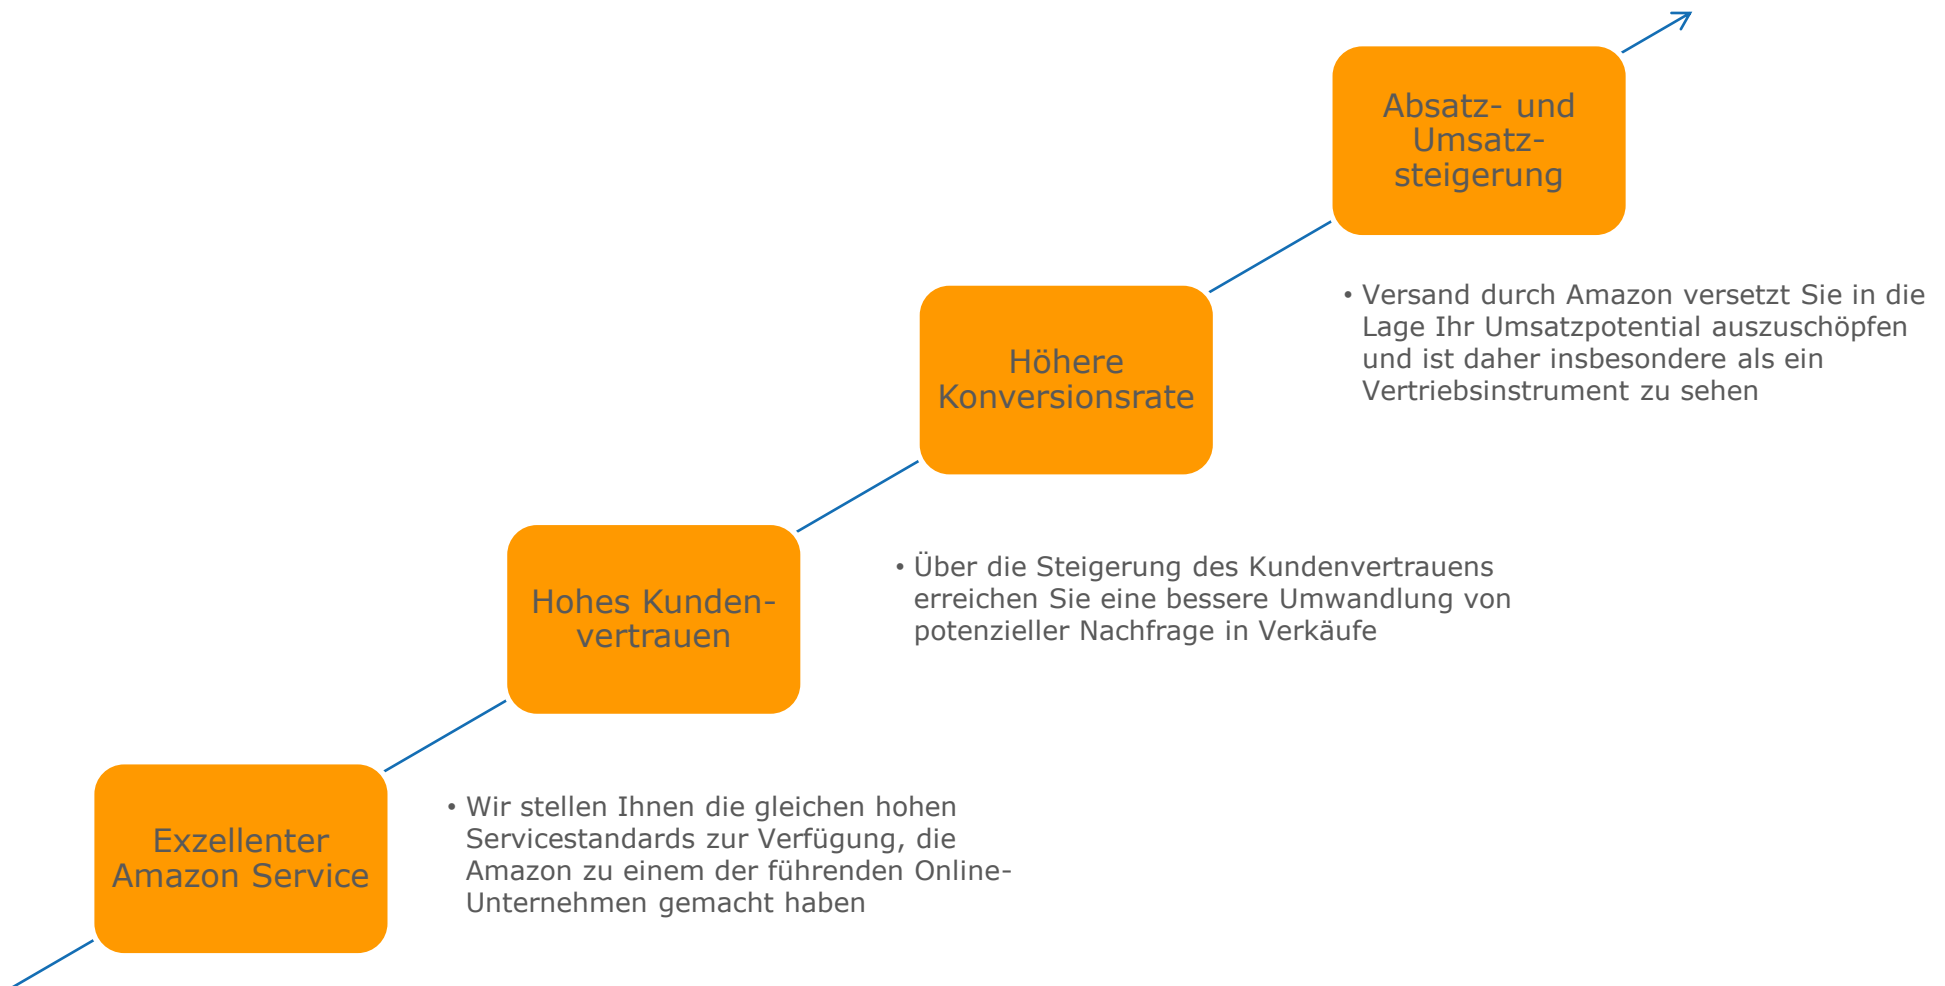 Absatz- und
Umsatz-
steigerung
• Versand durch Amazon versetzt Sie in die
Lage Ihr Umsatzpotential auszuschöpfen
und ist daher insbesondere als ein
Vertriebsinstrument zu sehen
Höhere
Konversionsrate
• Über die Steigerung des Kundenvertrauens
erreichen Sie eine bessere Umwandlung von
potenzieller Nachfrage in Verkäufe
Hohes Kunden-
vertrauen
• Wir stellen Ihnen die gleichen hohen
Servicestandards zur Verfügung, die
Amazon zu einem der führenden Online-
Unternehmen gemacht haben
Exzellenter
Amazon Service